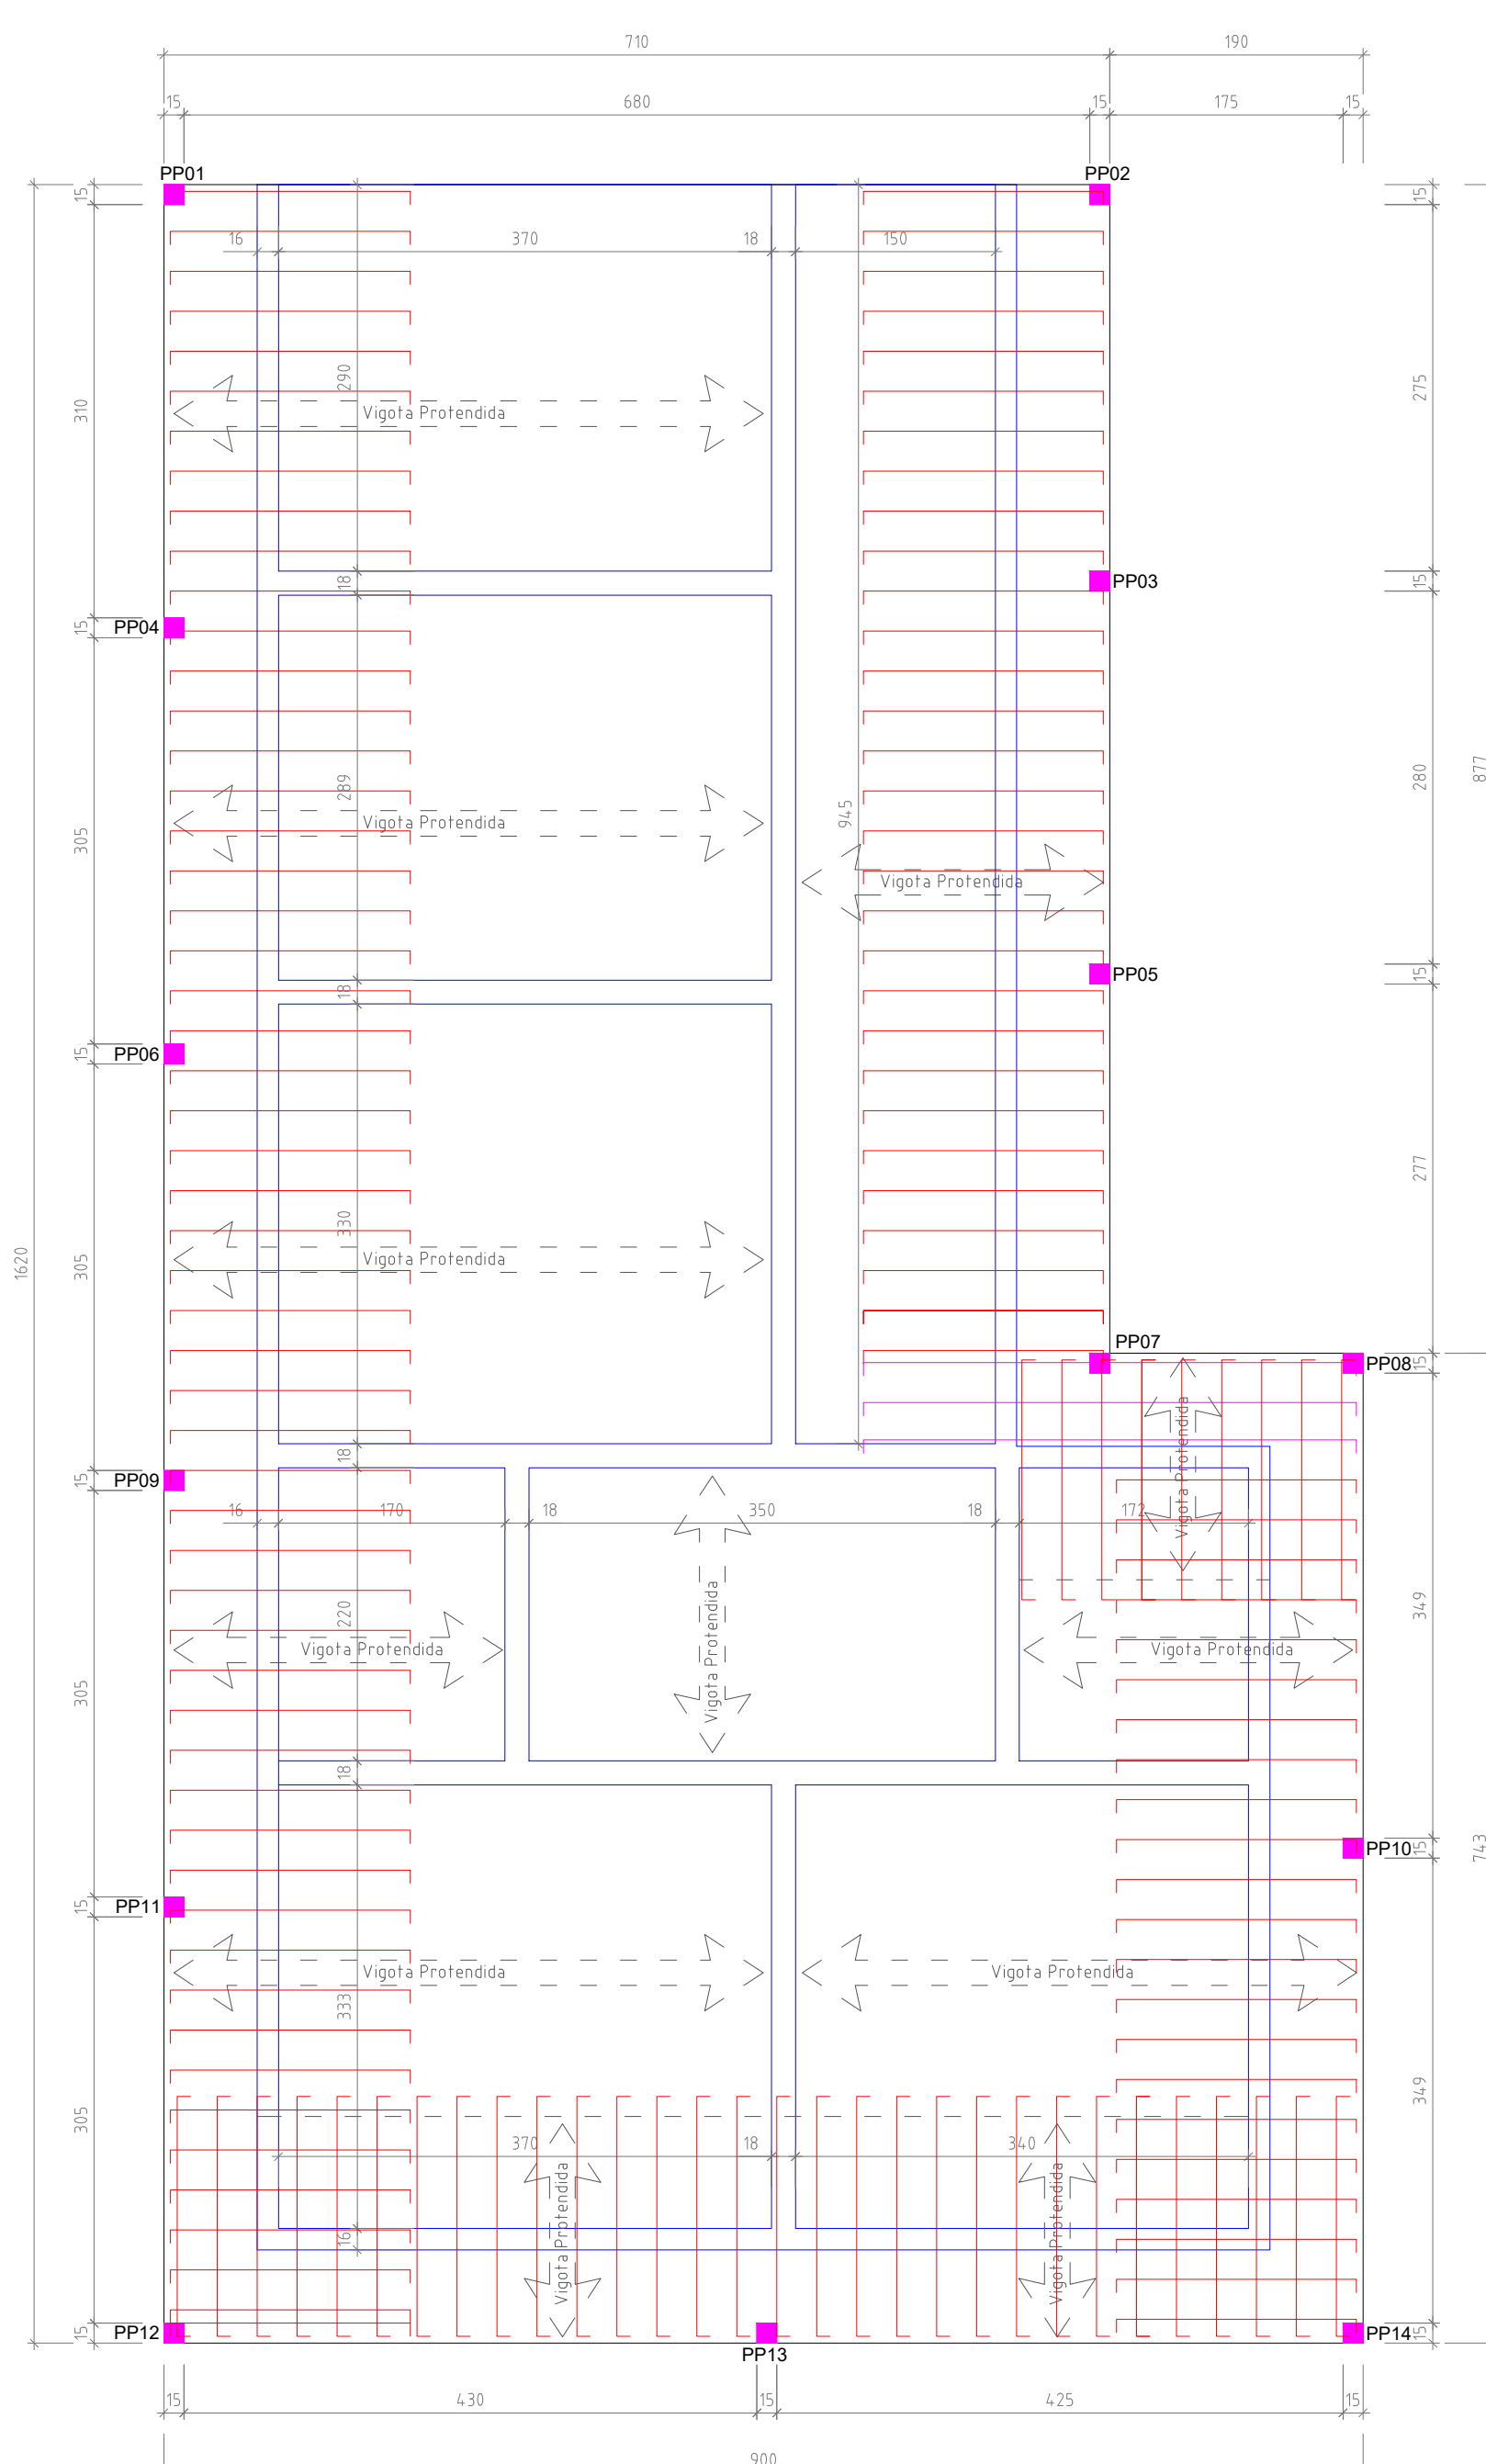 710 190
15 680 15 175 15
PP01 PP02
15 15
16 370 18 150
290
275
310
Vigota Protendida
18
15
PP03
15
PP04
289
280
877
305
945
Vigota Protendida
Vigota Protendida
18
15
PP05
15
PP06
277
330
1620
305
Vigota Protendida
PP07
PP08
15
Vigota Protendida
18
15
PP09
16 170 18 350 18 172
220
349
Vigota Protendida
Vigota Protendida
Vigota Protendida
305
18
PP10
15
743
15
PP11
Vigota Protendida
Vigota Protendida
333
305
349
370 18 340
Vigota Protendida
Vigota Protendida
16
15
PP12
PP13
PP14
15
15 430 15 425 15
900